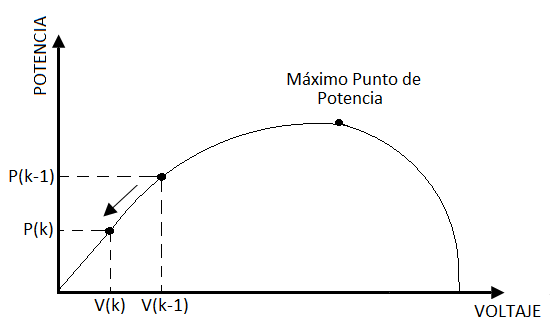 POTENCIA
Máximo Punto de
Potencia
P(k-1)
P(k)
V(k)
V(k-1)
VOLTAJE